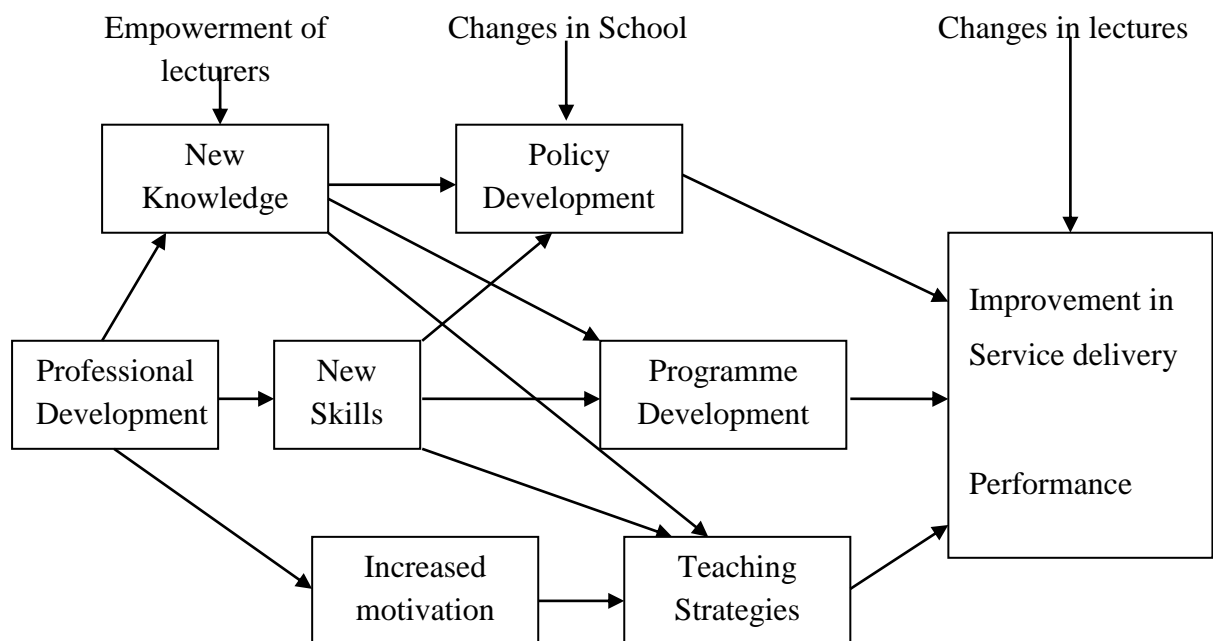 Empowerment of
lecturers
Changes in School
Changes in lectures
New
Knowledge
Policy
Development
Improvement in
Service delivery
Performance
Professional
Development
New
Skills
Programme
Development
Increased
motivation
Teaching
Strategies